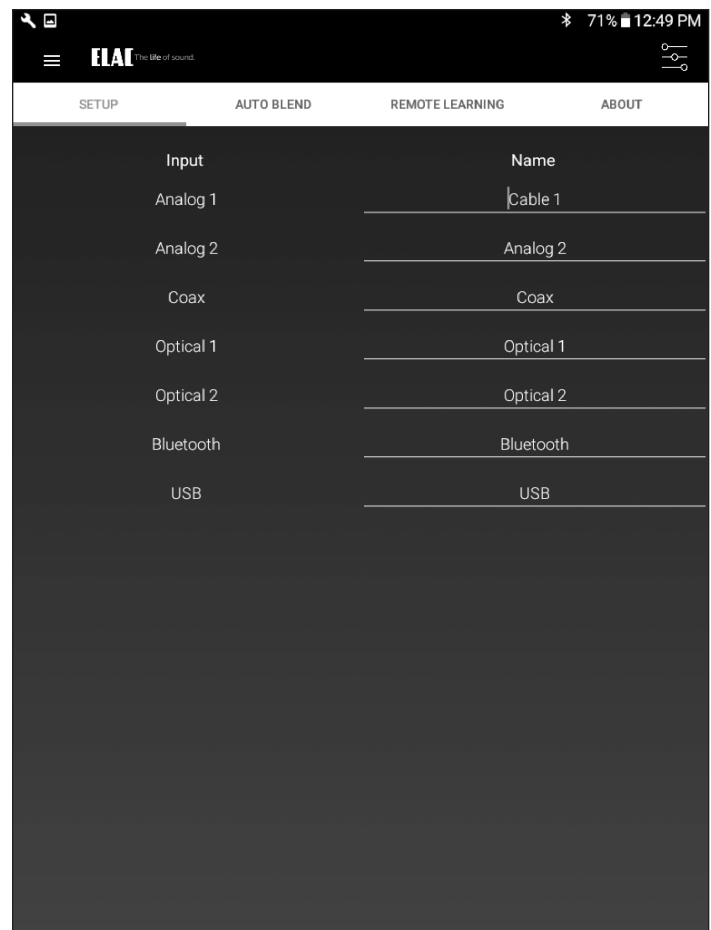 71% 12:49 PM
ELAC The life of sound.
SETUP AUTO BLEND REMOTE LEARNING ABOUT
Input Name
Analog 1 Cable 1
Analog 2 Analog 2
Coax Coax
Optical 1 Optical 1
Optical 2 Optical 2
Bluetooth Bluetooth
USB USB